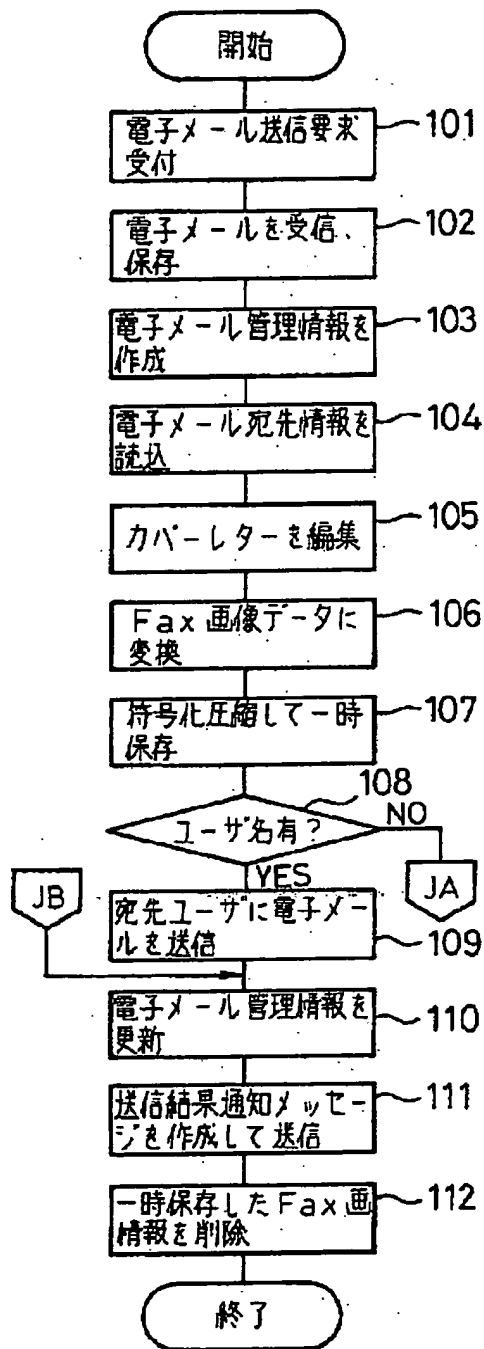 開始
電子メール送信要求
受付
101
電子メールを受信、
保存
102
電子メール管理情報を
作成
103
電子メール宛先情報を
読込
104
カバーレターを編集
105
Fax画像データに
変換
106
符号化圧縮して一時
保存
107
108
ユーザ名有?
NO
JA
YES
JB
宛先ユーザに電子メー
ルを送信
109
電子メール管理情報を
更新
110
送信結果通知メッセー
ジを作成して送信
111
一時保存したFax画
情報を削除
112
終了